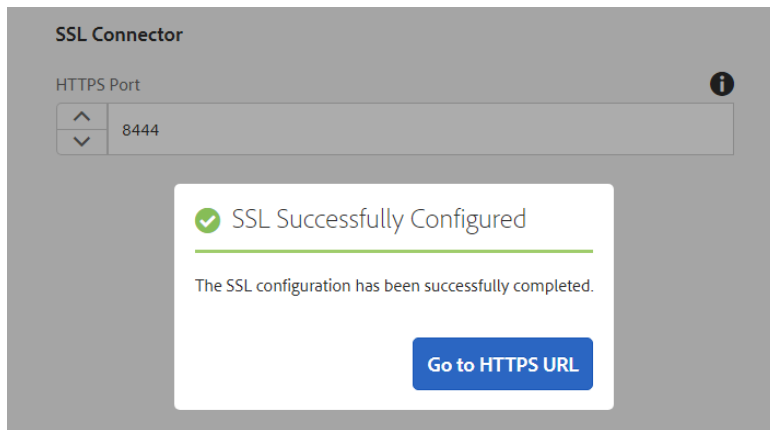 SSL Connector
HTTPS Port
8444
SSL Successfully Configured
The SSL configuration has been successfully completed.
Go to HTTPS URL